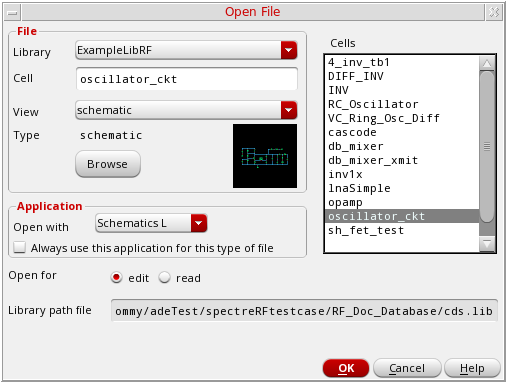 Open File
File
Library ExampleLibRF
Cell oscillator_ckt
View schematic
Type schematic
Browse
Application
Open with Schematics L
Always use this application for this type of file
Open for edit read
Library path file ommy/adeTest/spectreRFtestcase/RF_Doc_Database/cds.lib
Cells
4_inv_tb1
DIFF_INV
INV
RC_Oscillator
VC_Ring_Osc_Diff
cascode
db_mixer
db_mixer_xmit
inv1x
lnaSimple
opamp
oscillator_ckt
sh_fet_test
OK Cancel Help